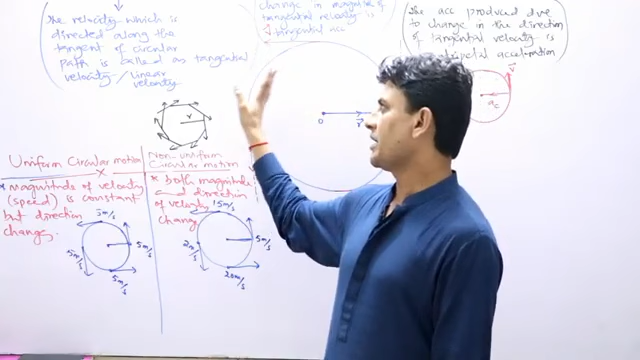 The velocity which is
directed along the
tangent of circular
path is called as tangential
velocity / linear
velocity
change in magnitude of
tangential velocity is
tangential acc
The acc produced due
to change in the direction
of tangential velocity is
acceleration
r
o
r
v
ac
Uniform Circular motion
* magnitude of velocity
(speed) is constant
but direction
changes.
5m/s
5m/s
5m/s
5m/s
Non-uniform
Circular motion
* both magnitude
direction
of velocity
change
15m/s
5m/s
2m/s
20m/s